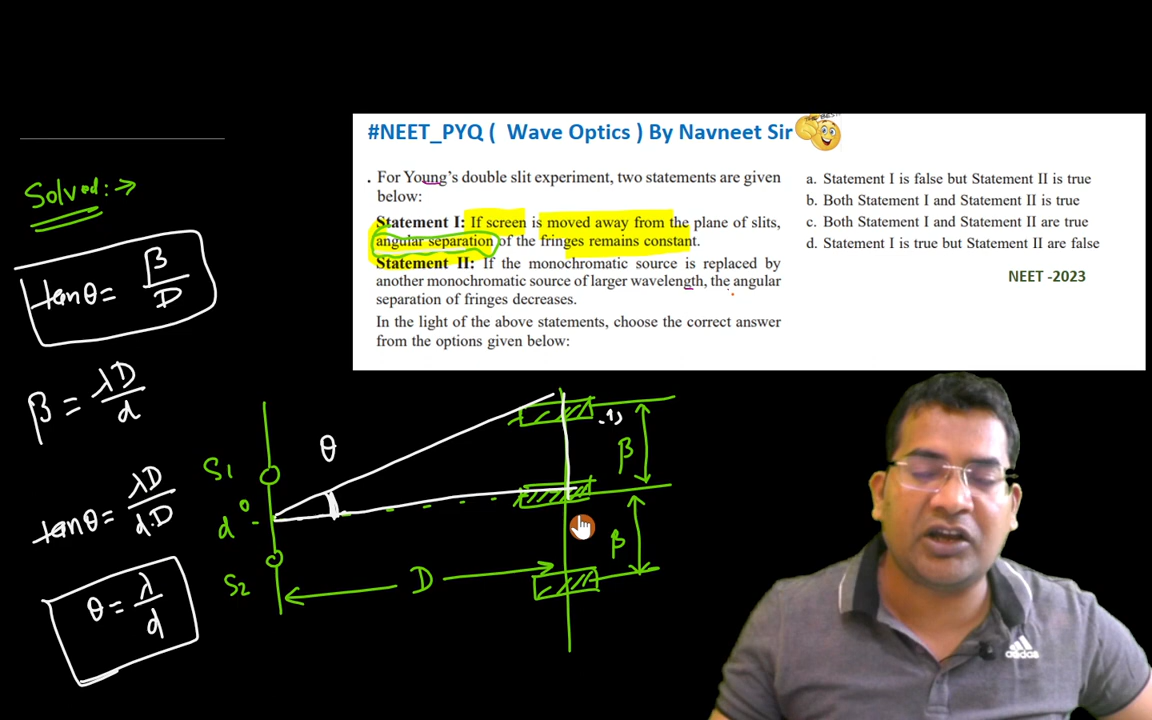 #NEET_PYQ ( Wave Optics ) By Navneet Sir
. For Young's double slit experiment, two statements are given
below:
Statement I: If screen is moved away from the plane of slits,
angular separation of the fringes remains constant.
Statement II: If the monochromatic source is replaced by
another monochromatic source of larger wavelength, the angular
separation of fringes decreases.
In the light of the above statements, choose the correct answer
from the options given below:
a. Statement I is false but Statement II is true
b. Both Statement I and Statement II is true
c. Both Statement I and Statement II are true
d. Statement I is true but Statement II are false
NEET -2023
Solved:→
tanθ = β/D
β = λD/d
tanθ = λD/d.D
θ = λ/d
S1
d
S2
θ
D
β
β
adidas